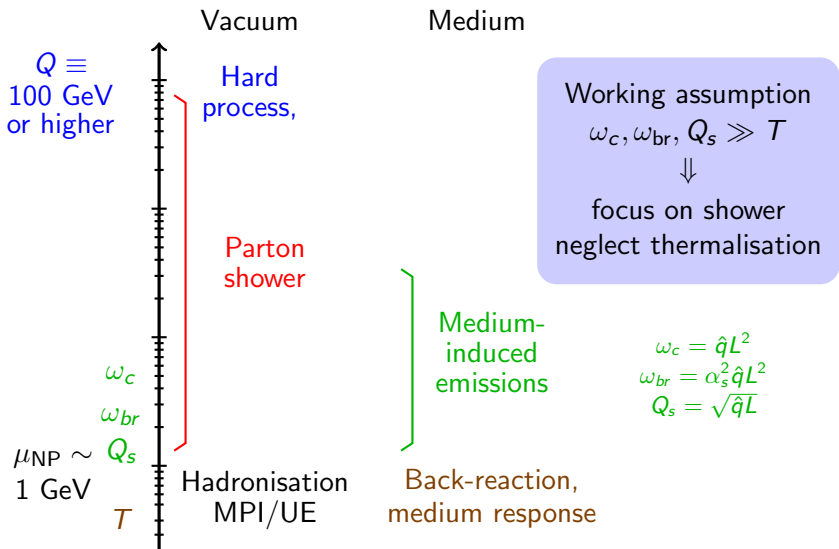 Vacuum
Medium
Q ≡
100 GeV
or higher
Hard
process,
Working assumption
ω_c, ω_br, Q_s ≫ T
⇓
focus on shower
neglect thermalisation
Parton
shower
Medium-
induced
emissions
ω_c = q̂L²
ω_br = α_s² q̂L²
Q_s = √(q̂L)
ω_c
ω_br
Q_s
μ_NP ∼
1 GeV
T
Hadronisation
MPI/UE
Back-reaction,
medium response